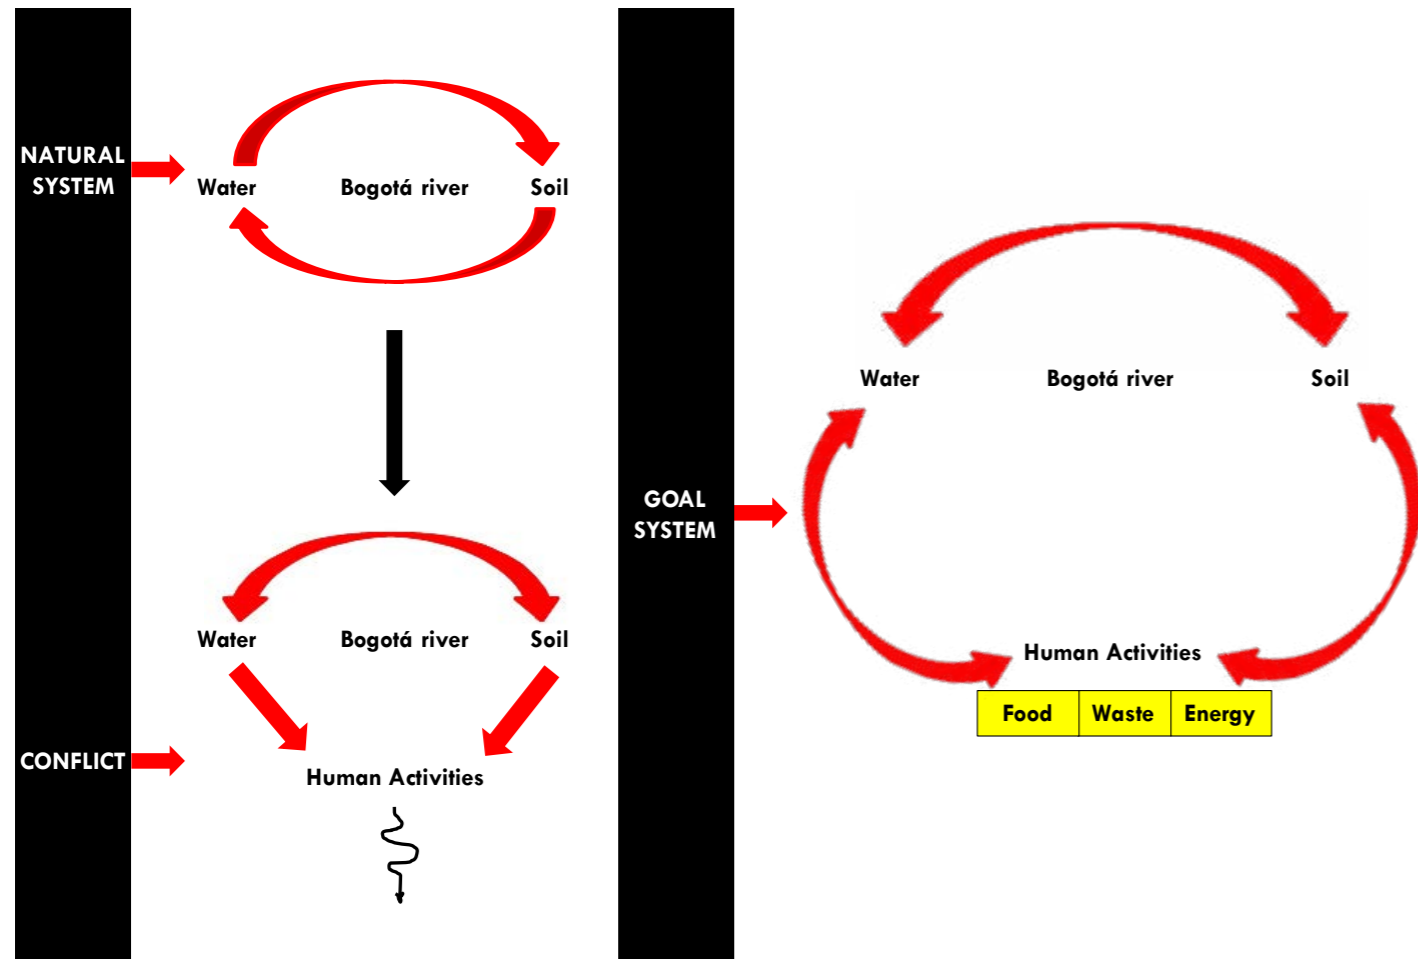 NATURAL
SYSTEM
Water Bogotá river Soil
Water Bogotá river Soil
CONFLICT
Human Activities
GOAL
SYSTEM
Water Bogotá river Soil
Human Activities
Food Waste Energy